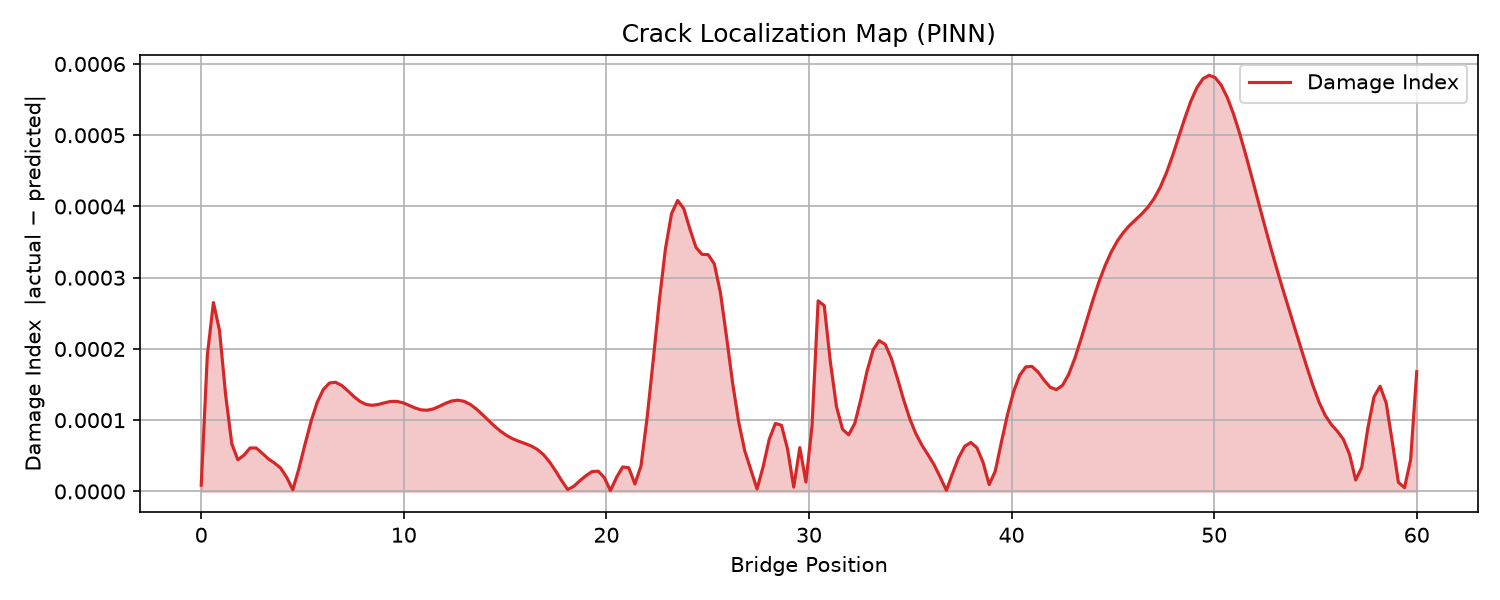 Crack Localization Map (PINN)
Damage Index
Damage Index |actual − predicted|
0.0006
0.0005
0.0004
0.0003
0.0002
0.0001
0.0000
0 10 20 30 40 50 60
Bridge Position